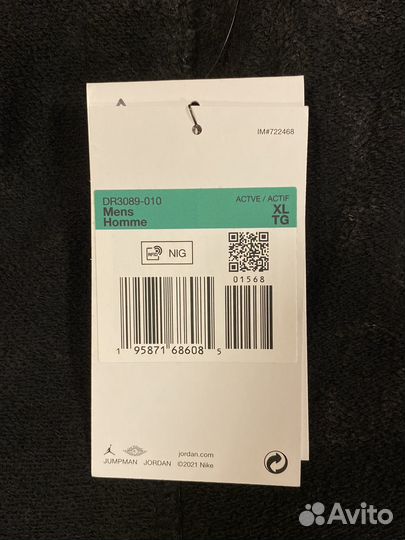 IM#722468
DR3089-010 ACTVE / ACTIF
Mens XL
Homme TG
RFID NIG
01568
1 95871 68608 5
jordan.com
JUMPMAN JORDAN ©2021 Nike
Avito